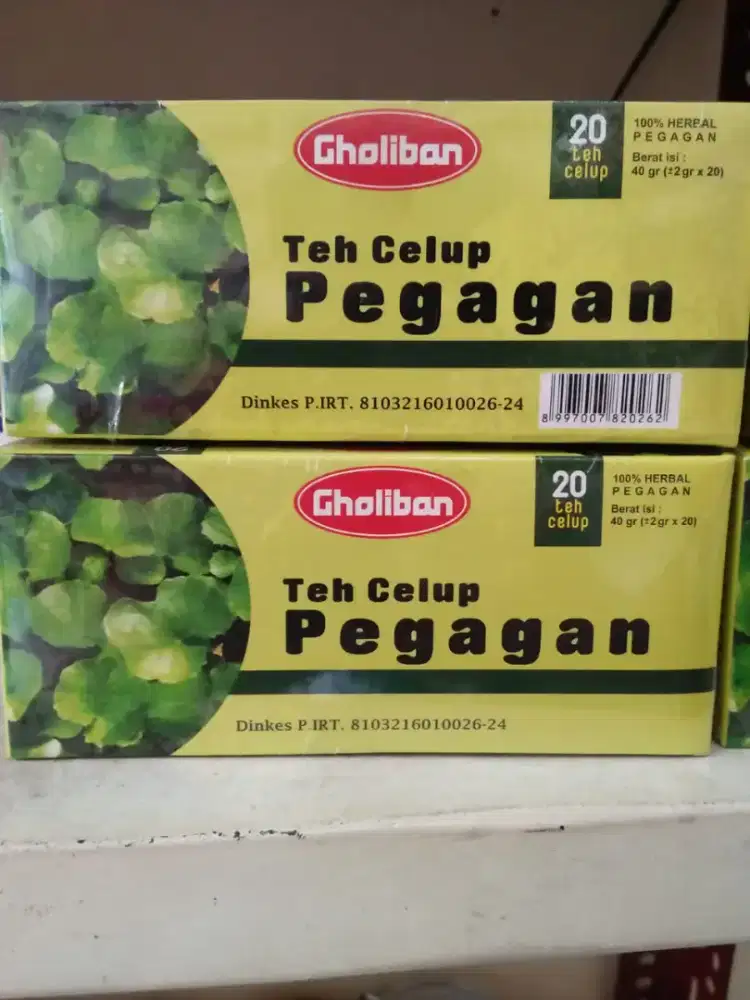 Gholiban
20
teh
celup
100% HERBAL
PEGAGAN
Berat isi :
40 gr (±2gr x 20)
Teh Celup
Pegagan
Dinkes P.IRT. 8103216010026-24
8 997007 820262
Gholiban
20
teh
celup
100% HERBAL
PEGAGAN
Berat isi :
40 gr (±2gr x 20)
Teh Celup
Pegagan
Dinkes P.IRT. 8103216010026-24